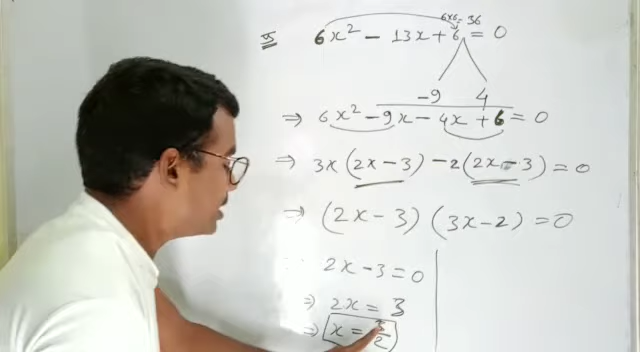 6×6=36
6x² − 13x + 6 = 0
−9 4
⇒ 6x² − 9x − 4x + 6 = 0
⇒ 3x(2x − 3) − 2(2x − 3) = 0
⇒ (2x − 3) (3x − 2) = 0
2x − 3 = 0
⇒ 2x = 3
⇒ x = 3/2